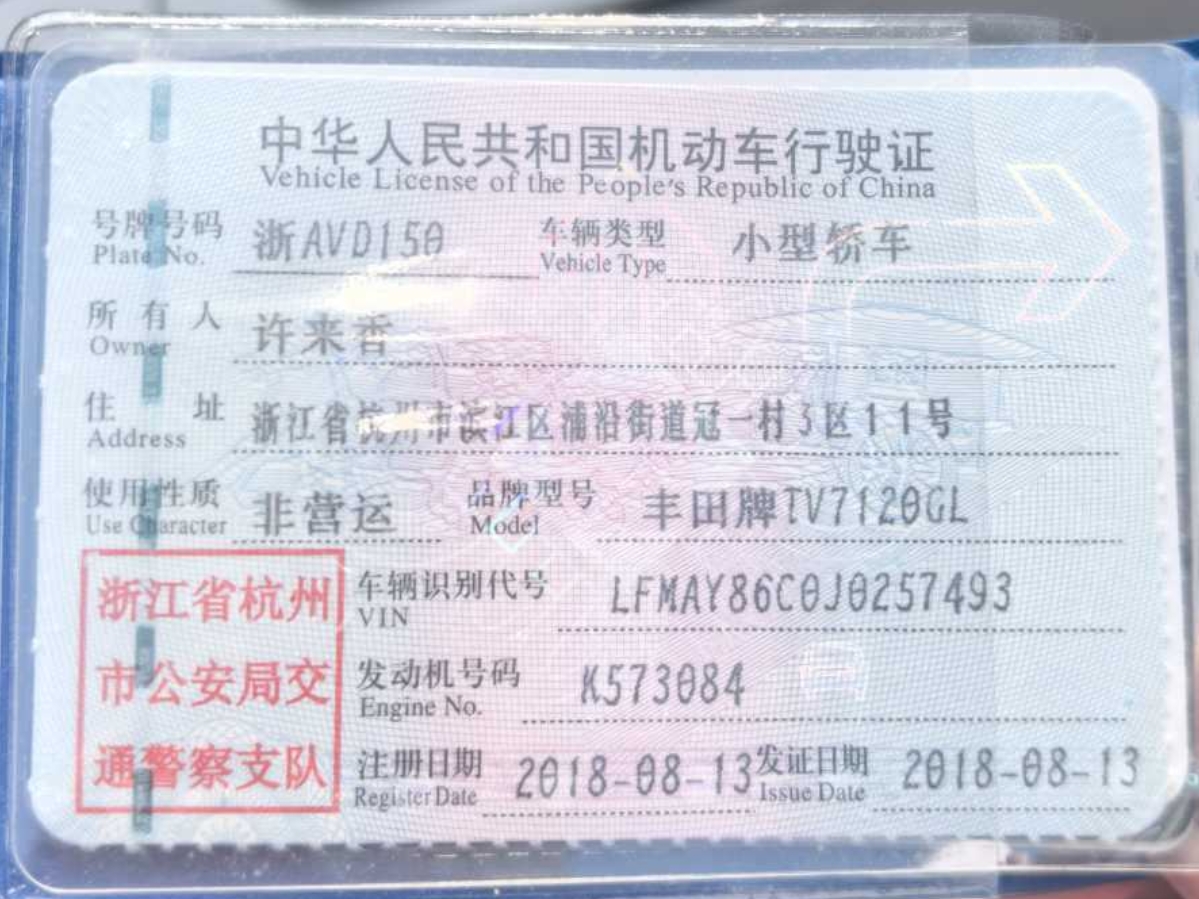 中华人民共和国机动车行驶证
Vehicle License of the People's Republic of China
号牌号码 浙AVD150 车辆类型 小型轿车
Plate No. Vehicle Type
所有人 许来香
Owner
住址 浙江省杭州市滨江区浦沿街道冠一村3区11号
Address
使用性质 非营运 品牌型号 丰田牌TV7120GL
Use Character Model
浙江省杭州 车辆识别代号 LFMAY86C0J0257493
VIN
市公安局交 发动机号码 K573084
Engine No.
通警察支队 注册日期 2018-08-13 发证日期 2018-08-13
Register Date Issue Date